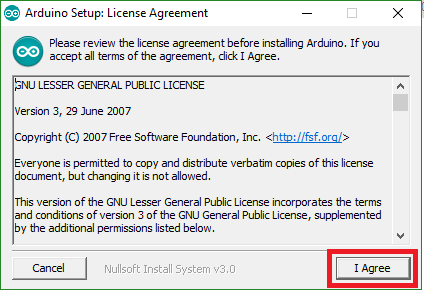 Arduino Setup: License Agreement
Please review the license agreement before installing Arduino. If you
accept all terms of the agreement, click I Agree.
GNU LESSER GENERAL PUBLIC LICENSE
Version 3, 29 June 2007
Copyright (C) 2007 Free Software Foundation, Inc. <http://fsf.org/>
Everyone is permitted to copy and distribute verbatim copies of this license
document, but changing it is not allowed.
This version of the GNU Lesser General Public License incorporates the terms
and conditions of version 3 of the GNU General Public License, supplemented
by the additional permissions listed below.
Cancel
Nullsoft Install System v3.0
I Agree